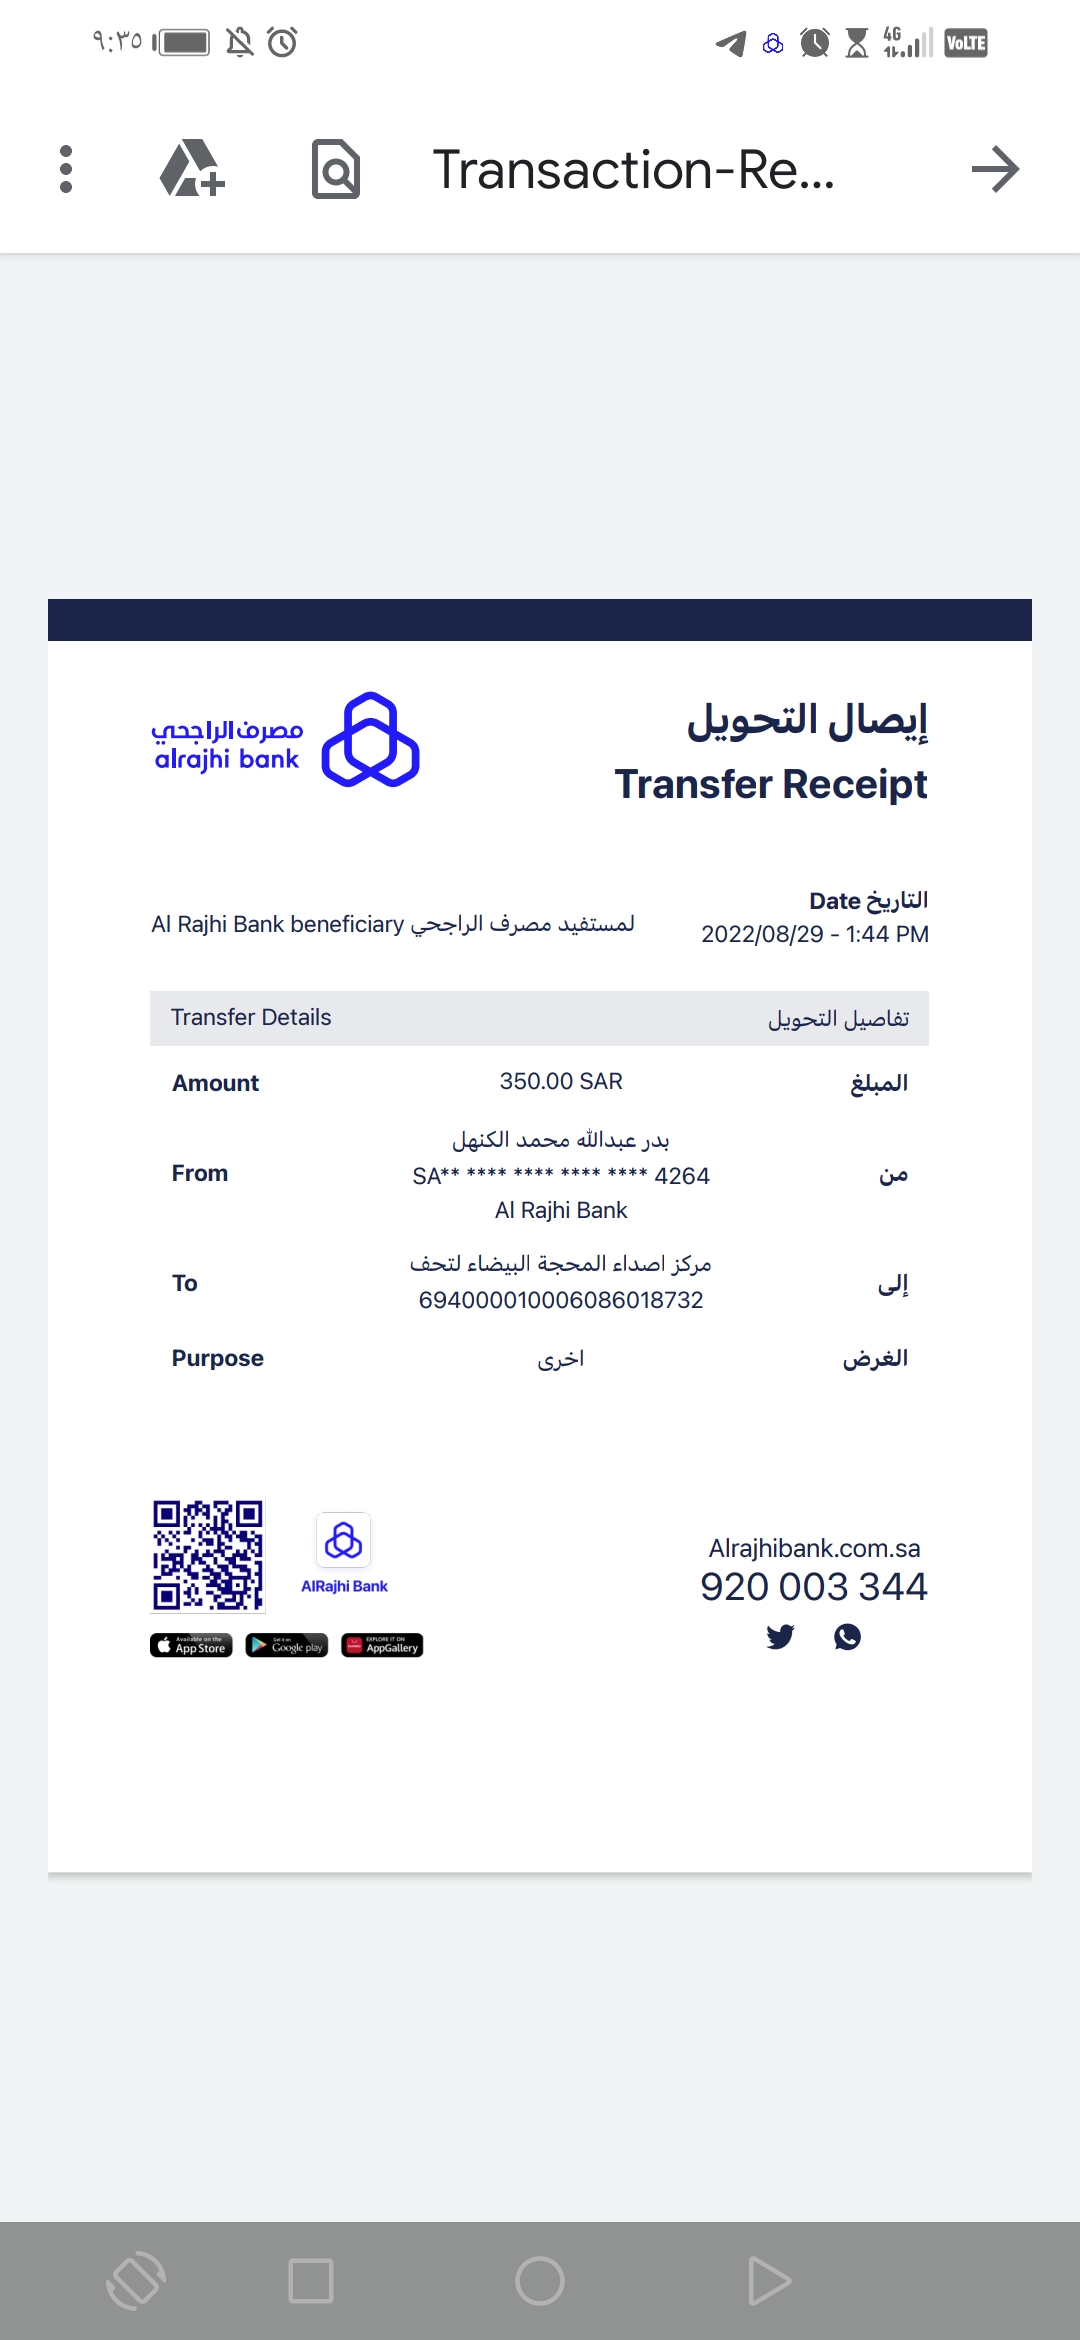 ٩:٣٥
4G
VoLTE
Transaction-Re...
مصرف الراجحي
alrajhi bank
إيصال التحويل
Transfer Receipt
التاريخ Date
2022/08/29 - 1:44 PM
Al Rajhi Bank beneficiary لمستفيد مصرف الراجحي
Transfer Details تفاصيل التحويل
Amount 350.00 SAR المبلغ
بدر عبدالله محمد الكنهل
From SA** **** **** **** **** 4264 من
Al Rajhi Bank
مركز اصداء المحجة البيضاء لتحف
To 694000010006086018732 إلى
Purpose اخرى الغرض
AlRajhi Bank
Available on the
App Store
Get it on
Google play
EXPLORE IT ON
AppGallery
Alrajhibank.com.sa
920 003 344